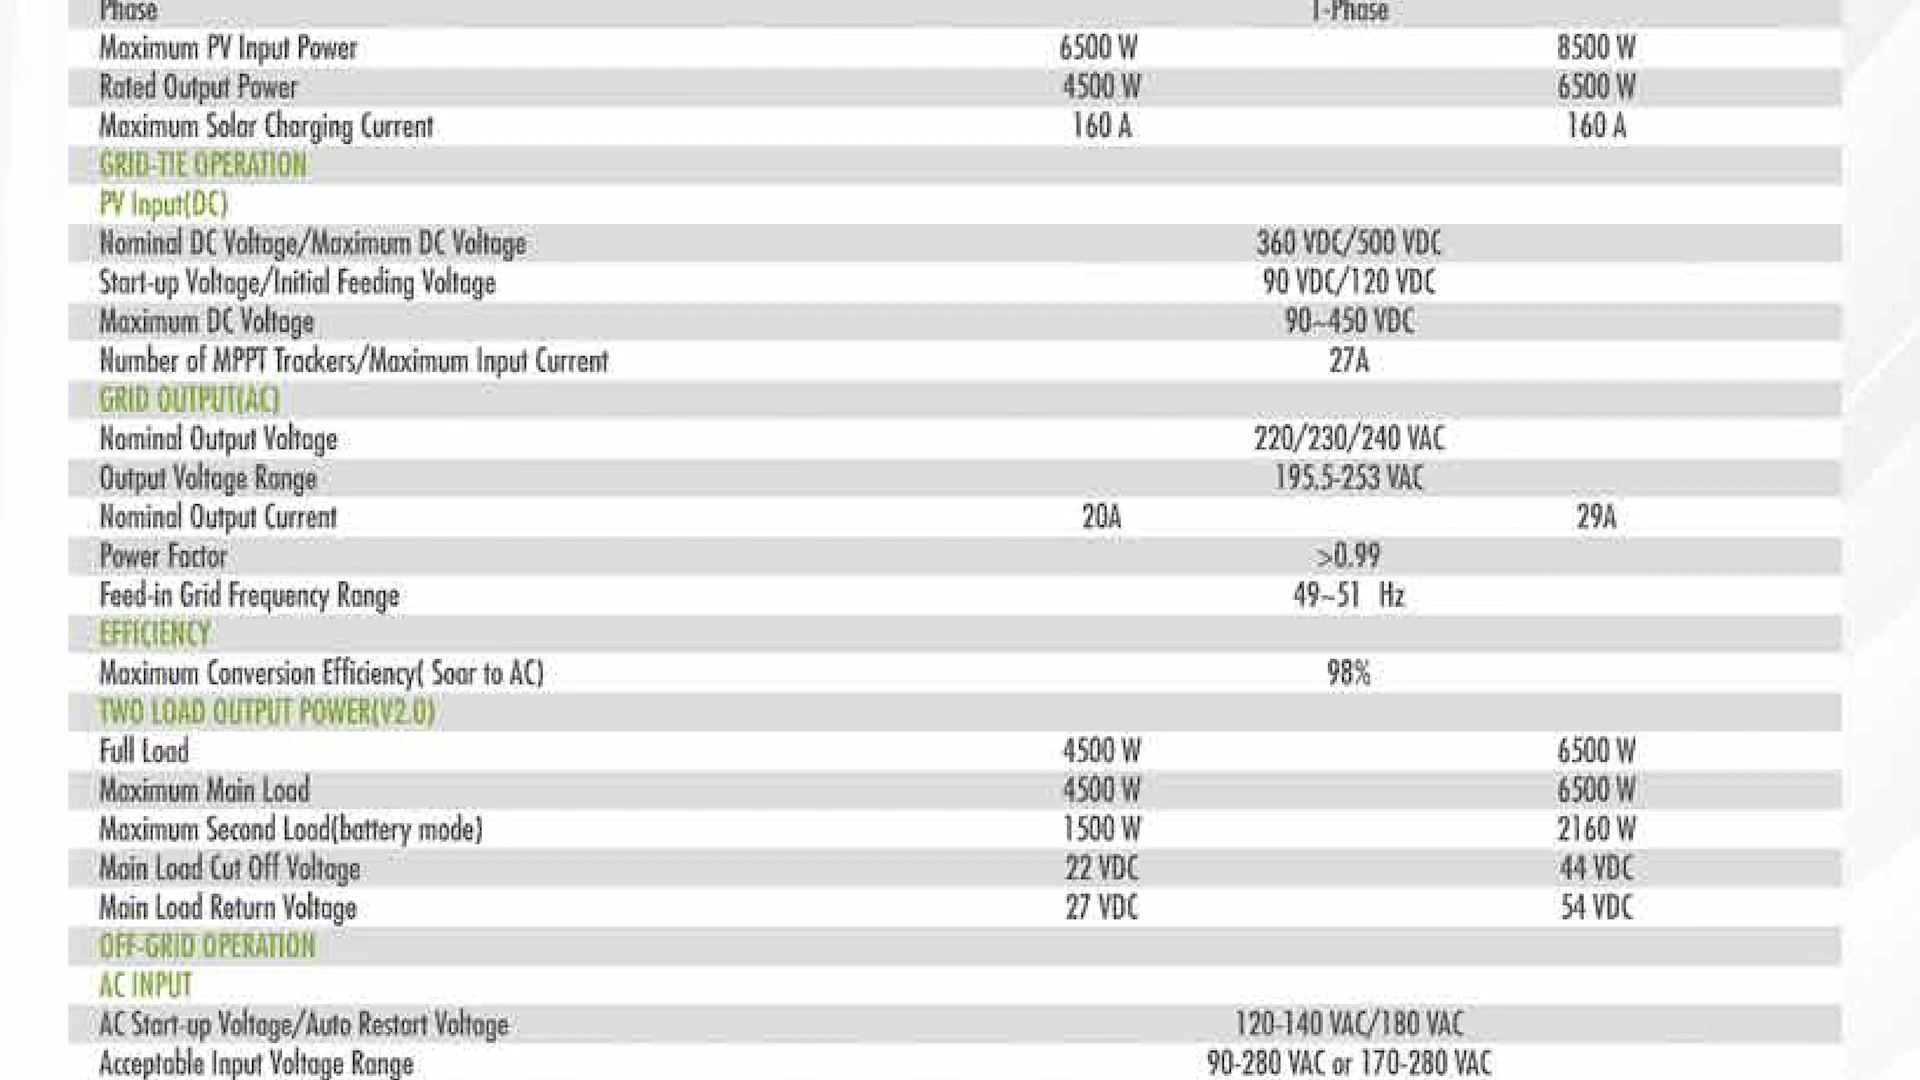 Phase 1-Phase
Maximum PV Input Power 6500 W 8500 W
Rated Output Power 4500 W 6500 W
Maximum Solar Charging Current 160 A 160 A
GRID-TIE OPERATION
PV Input(DC)
Nominal DC Voltage/Maximum DC Voltage 360 VDC/500 VDC
Start-up Voltage/Initial Feeding Voltage 90 VDC/120 VDC
Maximum DC Voltage 90~450 VDC
Number of MPPT Trackers/Maximum Input Current 27A
GRID OUTPUT(AC)
Nominal Output Voltage 220/230/240 VAC
Output Voltage Range 195.5-253 VAC
Nominal Output Current 20A 29A
Power Factor >0.99
Feed-in Grid Frequency Range 49~51 Hz
EFFICIENCY
Maximum Conversion Efficiency( Soar to AC) 98%
TWO LOAD OUTPUT POWER(V2.0)
Full Load 4500 W 6500 W
Maximum Main Load 4500 W 6500 W
Maximum Second Load(battery mode) 1500 W 2160 W
Main Load Cut Off Voltage 22 VDC 44 VDC
Main Load Return Voltage 27 VDC 54 VDC
OFF-GRID OPERATION
AC INPUT
AC Start-up Voltage/Auto Restart Voltage 120-140 VAC/180 VAC
Acceptable Input Voltage Range 90-280 VAC or 170-280 VAC